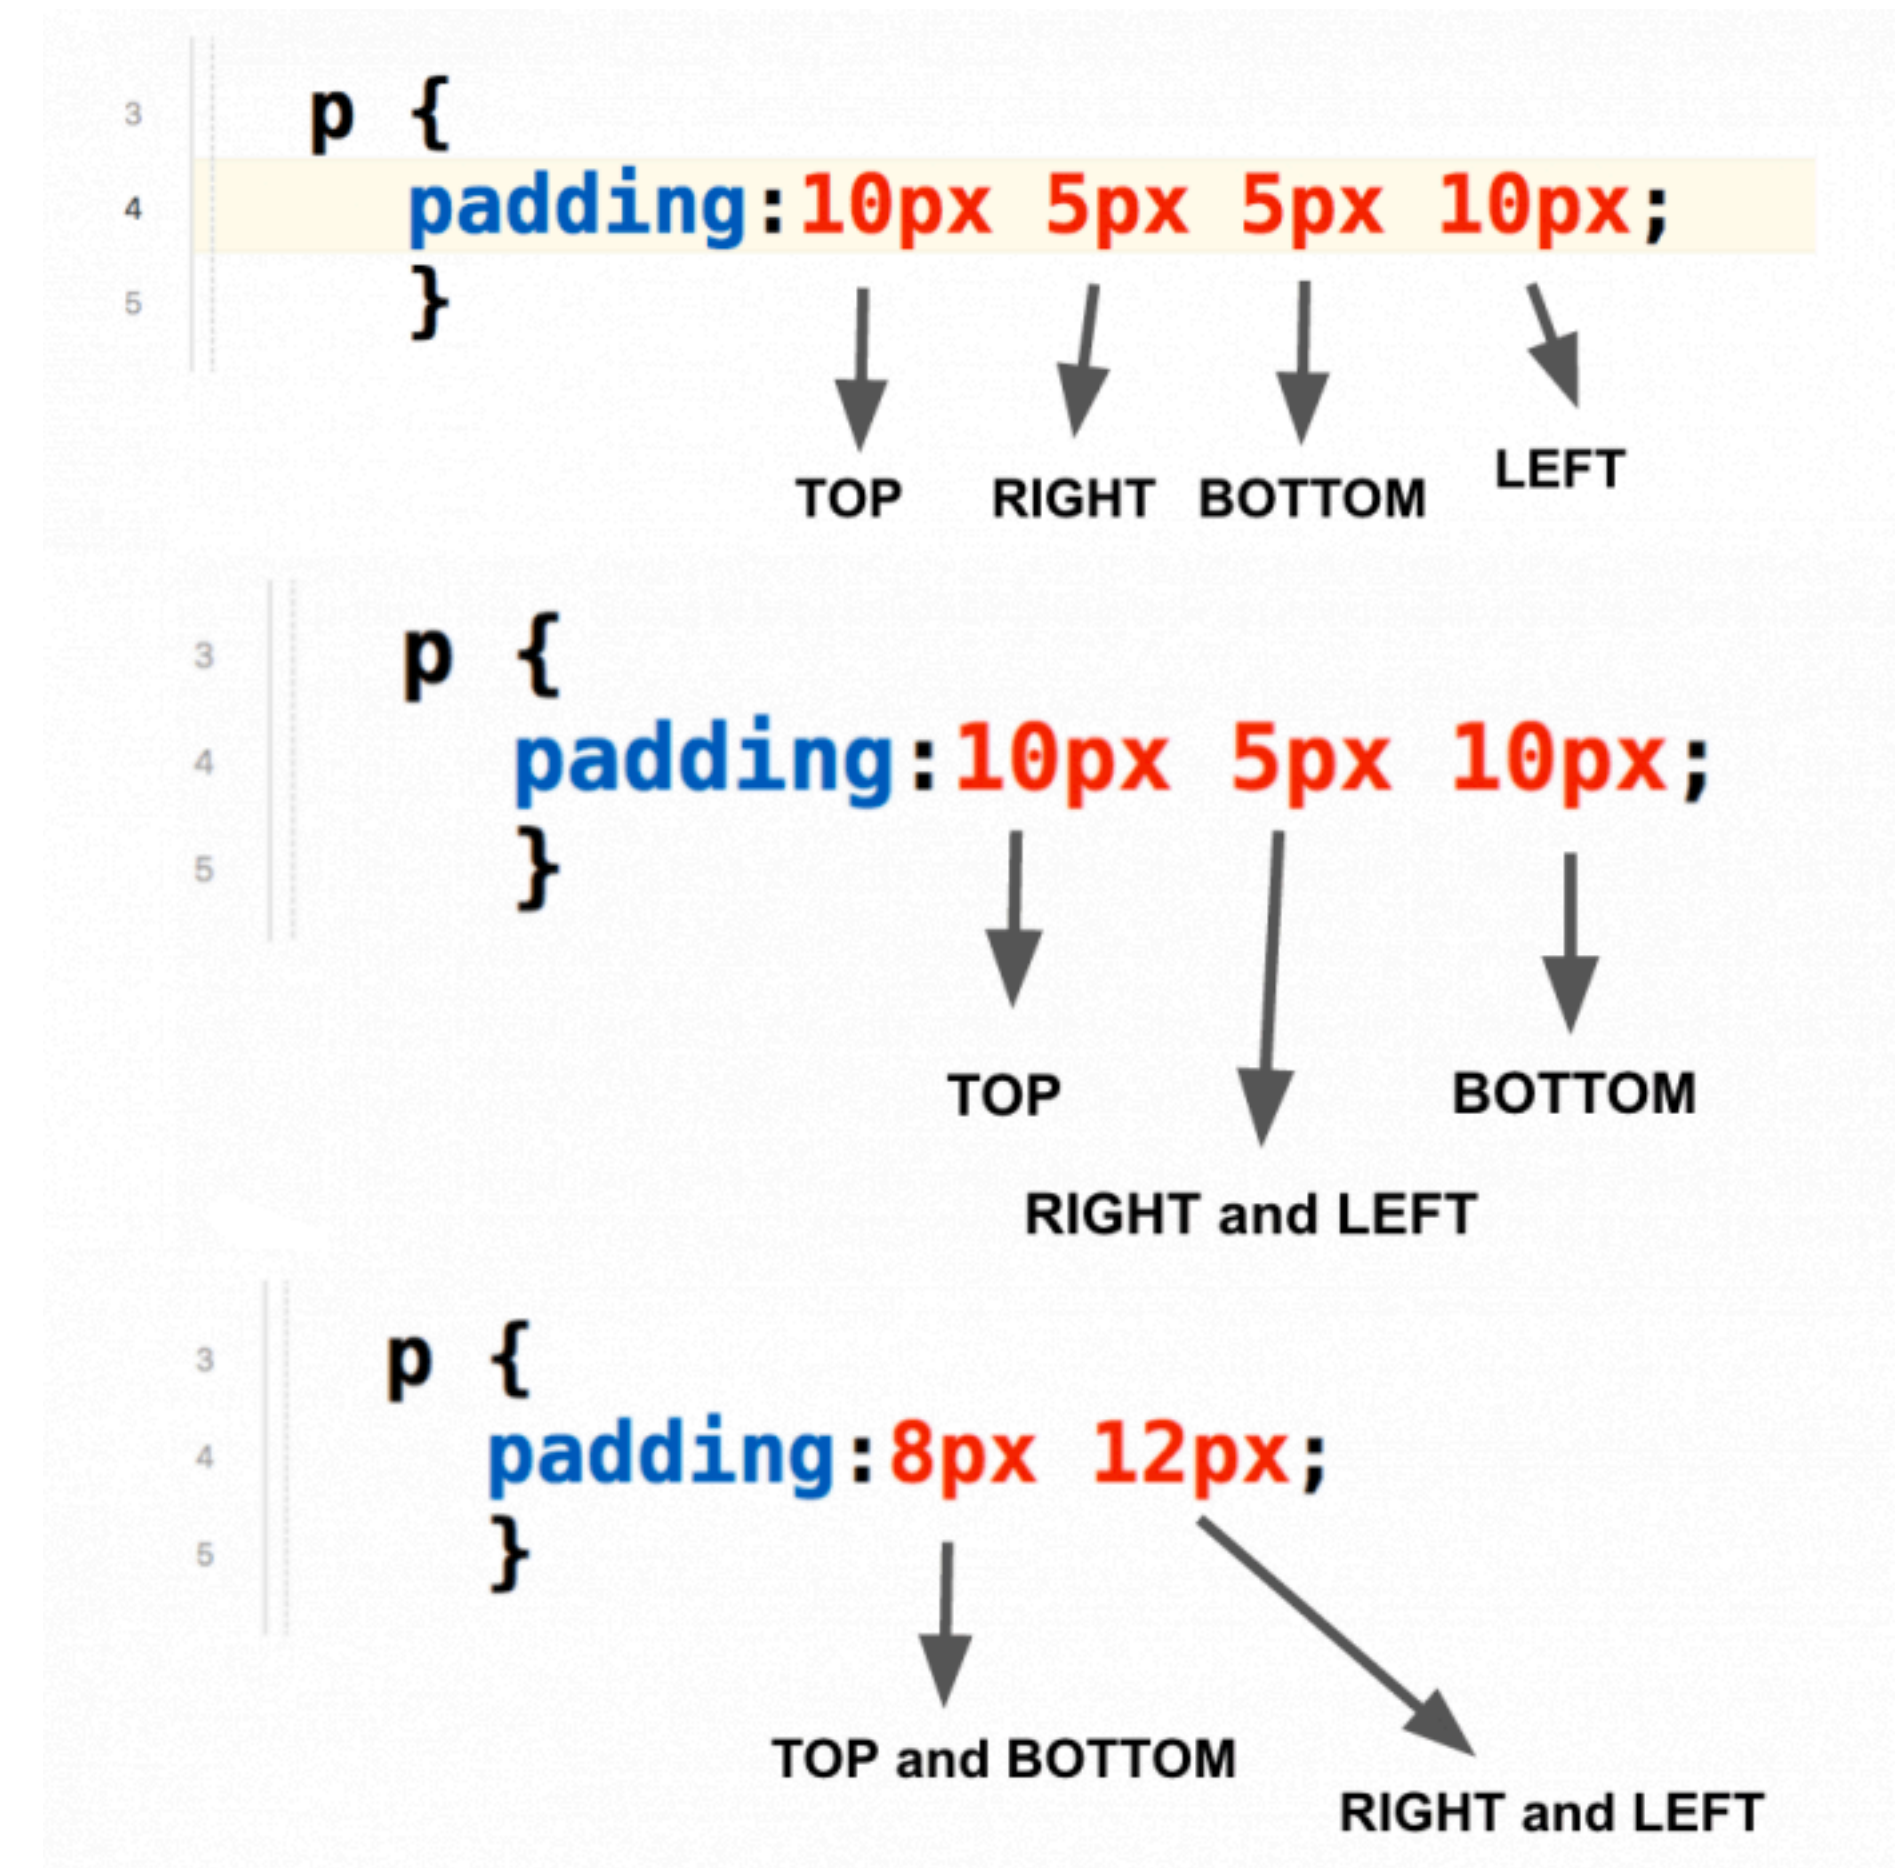 3 p {
4 padding:10px 5px 5px 10px;
5 }
TOP RIGHT BOTTOM LEFT
3 p {
4 padding:10px 5px 10px;
5 }
TOP BOTTOM
RIGHT and LEFT
3 p {
4 padding:8px 12px;
5 }
TOP and BOTTOM
RIGHT and LEFT